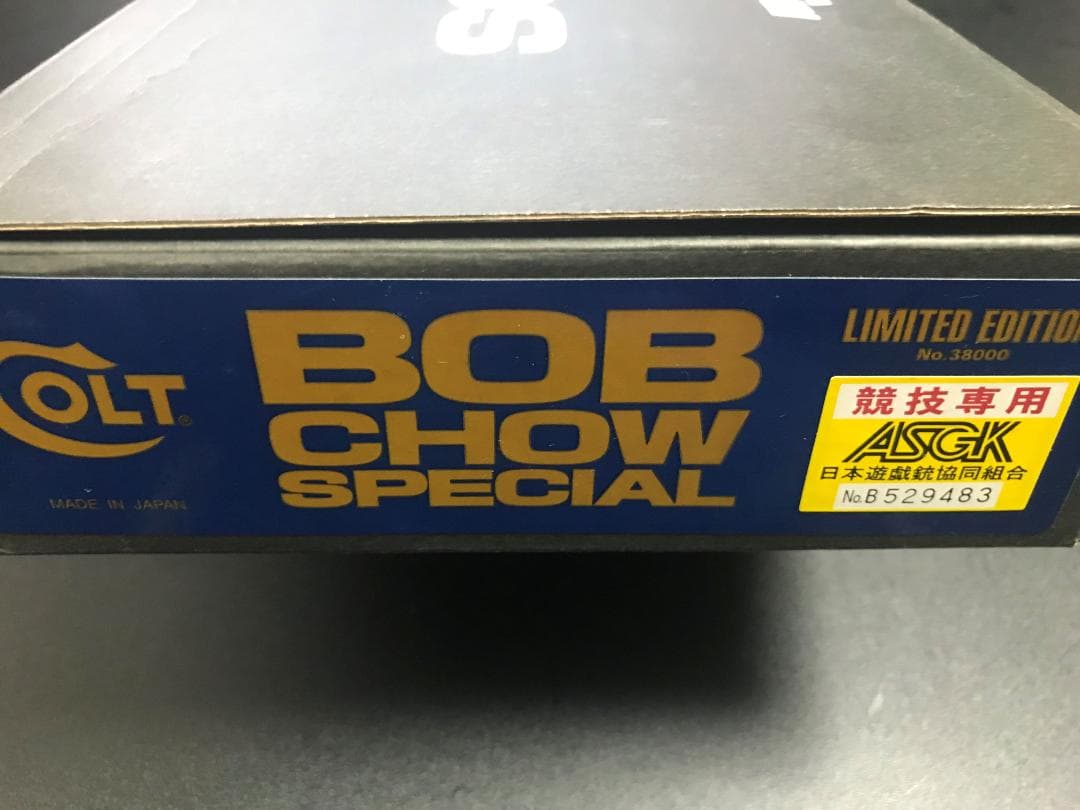 COLT®
MADE IN JAPAN
BOB
CHOW
SPECIAL
LIMITED EDITION
No.38000
競技専用
ASGK
日本遊戯銃協同組合
No.B 529483